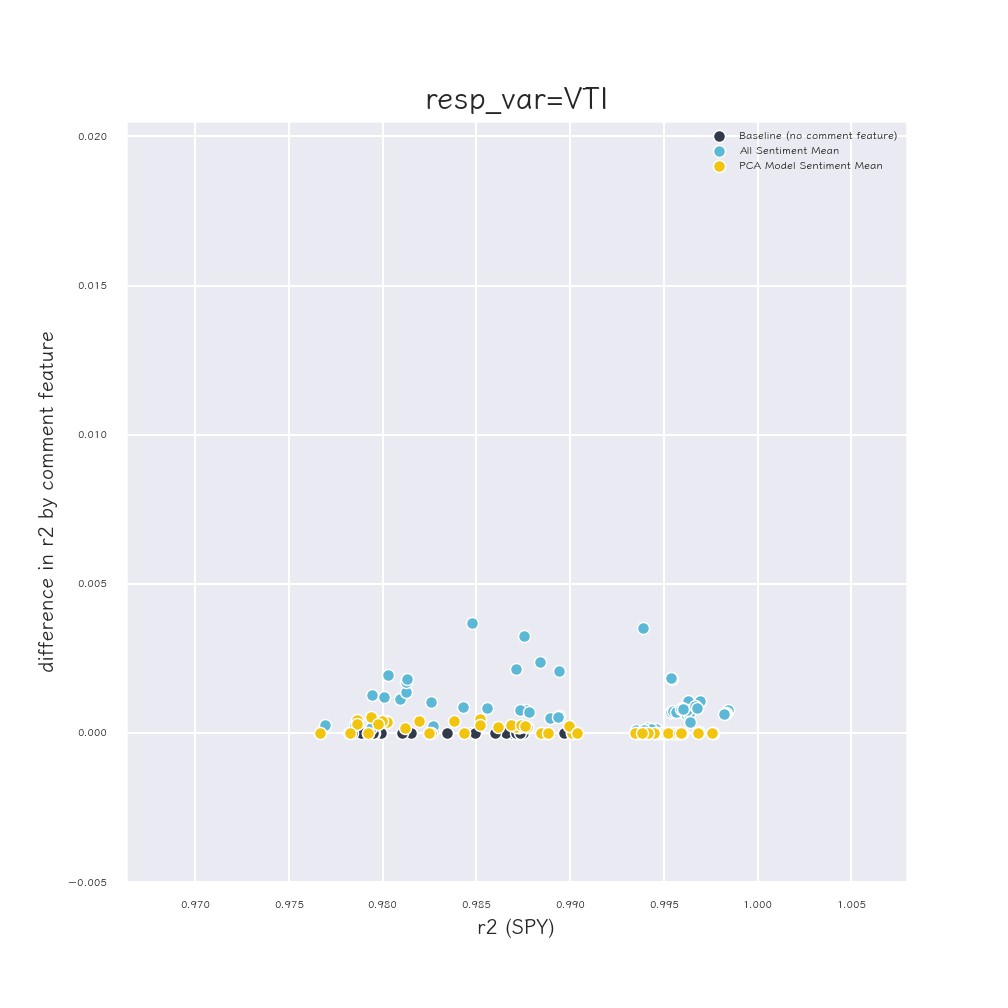 resp_var=VTI
Baseline (no comment feature)
All Sentiment Mean
PCA Model Sentiment Mean
difference in r2 by comment feature
0.020
0.015
0.010
0.005
0.000
−0.005
0.970 0.975 0.980 0.985 0.990 0.995 1.000 1.005
r2 (SPY)